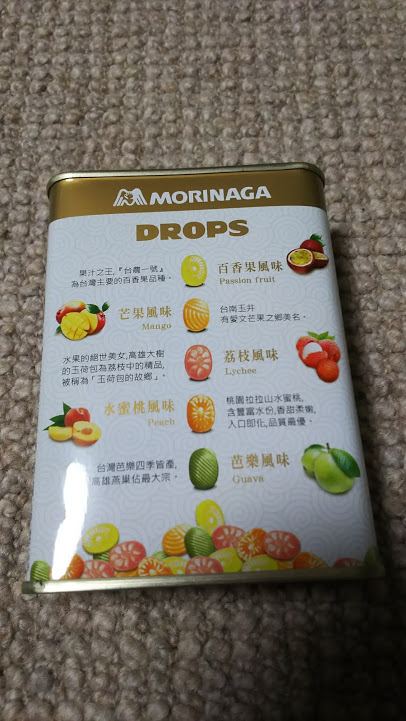 MORINAGA
DROPS
果汁之王,『台農一號』
為台灣主要的百香果品種。
百香果風味
Passion fruit
芒果風味
Mango
台南玉井
有愛文芒果之鄉美名。
水果的絕世美女,高雄大樹
的玉荷包為荔枝中的精品,
被稱為「玉荷包的故鄉」。
荔枝風味
Lychee
水蜜桃風味
Peach
桃園拉拉山水蜜桃,
含豐富水份,香甜柔嫩,
入口即化,品質最優。
台灣芭樂四季皆產,
高雄燕巢佔最大宗。
芭樂風味
Guava